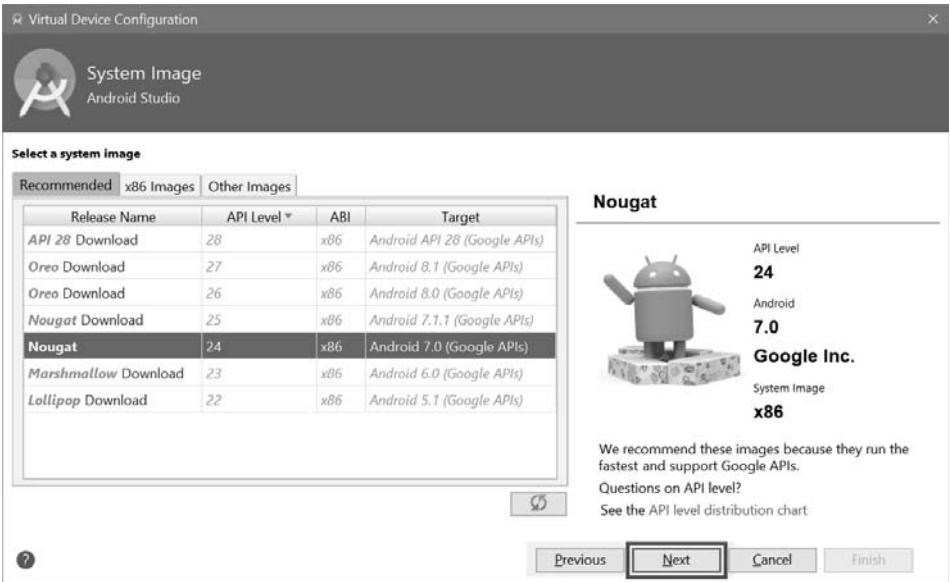 Virtual Device Configuration
System Image
Android Studio
Select a system image
Recommended x86 Images Other Images
Release Name API Level ABI Target
API 28 Download 28 x86 Android API 28 (Google APIs)
Oreo Download 27 x86 Android 8.1 (Google APIs)
Oreo Download 26 x86 Android 8.0 (Google APIs)
Nougat Download 25 x86 Android 7.1.1 (Google APIs)
Nougat 24 x86 Android 7.0 (Google APIs)
Marshmallow Download 23 x86 Android 6.0 (Google APIs)
Lollipop Download 22 x86 Android 5.1 (Google APIs)
Nougat
API Level
24
Android
7.0
Google Inc.
System Image
x86
We recommend these images because they run the
fastest and support Google APIs.
Questions on API level?
See the API level distribution chart
? Previous Next Cancel Finish